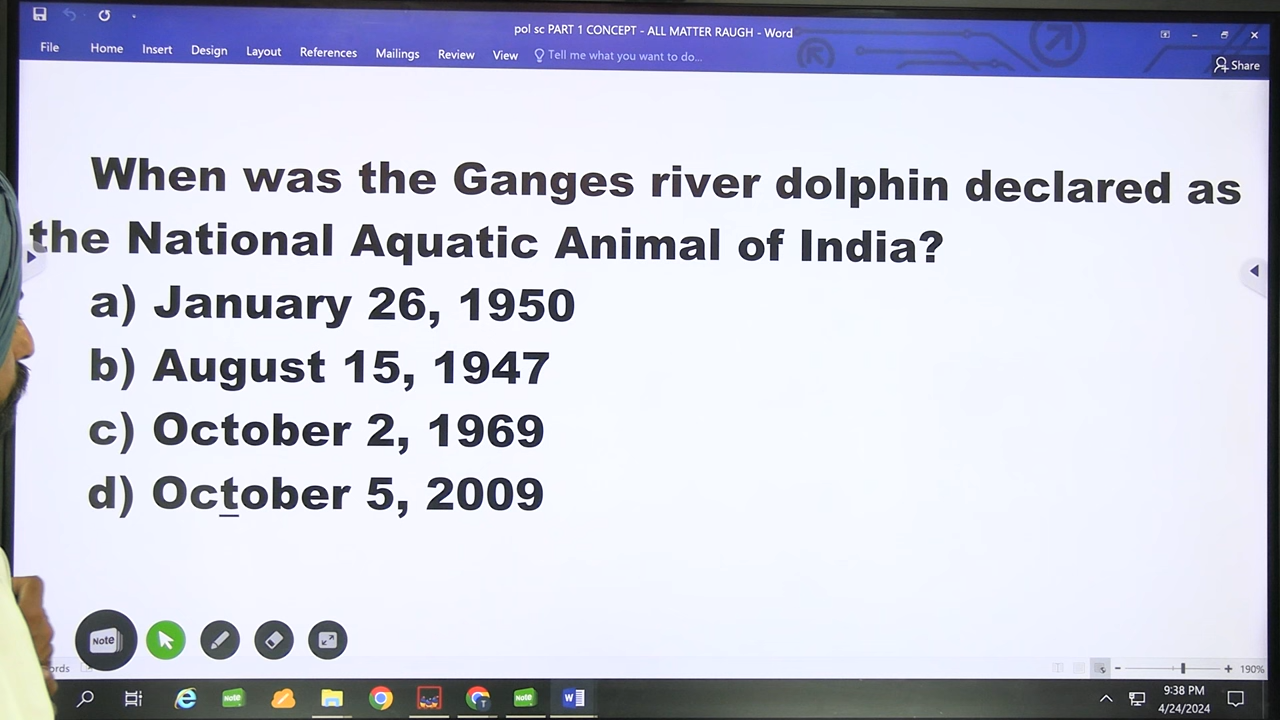 pol sc PART 1 CONCEPT - ALL MATTER RAUGH - Word
File Home Insert Design Layout References Mailings Review View Tell me what you want to do... Share
When was the Ganges river dolphin declared as
the National Aquatic Animal of India?
a) January 26, 1950
b) August 15, 1947
c) October 2, 1969
d) October 5, 2009
Note
190%
Note Note
9:38 PM
4/24/2024